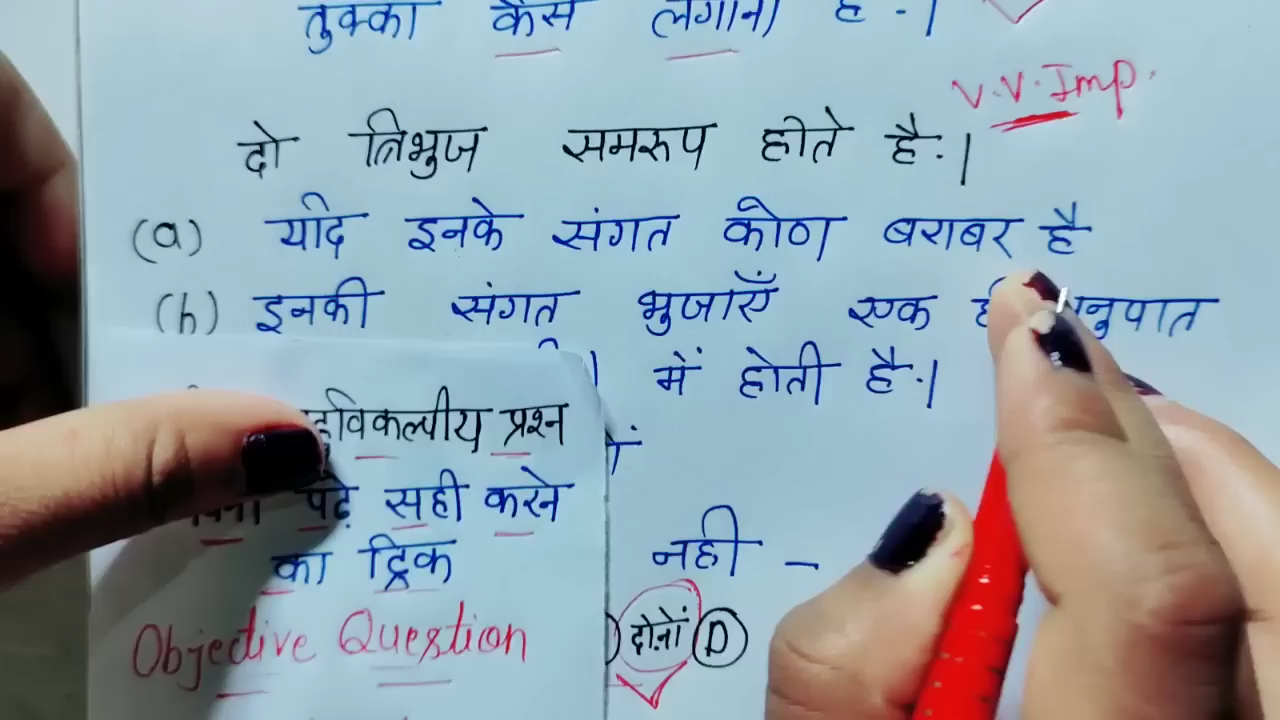 तुक्का कैसे लगाना है -।
V.V. Imp.
दो त्रिभुज समरुप होते है.।
(a) यदि इनके संगत कोण बराबर है
(b) इनकी संगत भुजाएँ एक ही अनुपात
में होती है.।
नही -
दोनों D
हुविकल्पीय प्रश्न
पढ़े सही करने
का ट्रिक
Objective Question